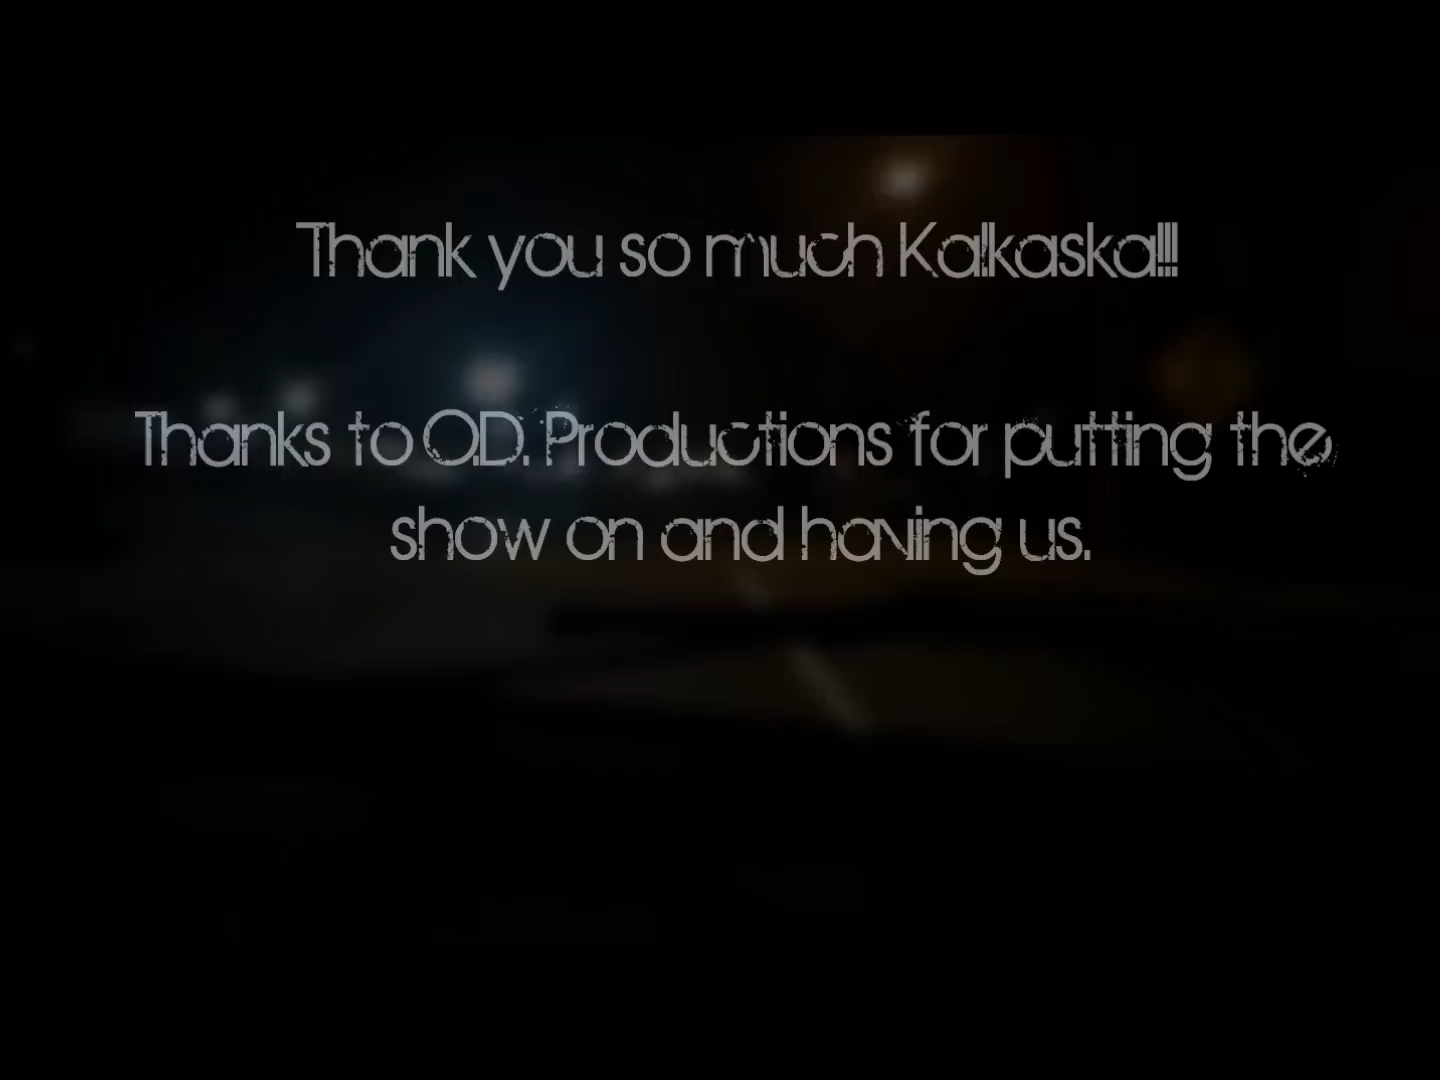 Thank you so much Kalkaska!!!
Thanks to O.D. Productions for putting the
show on and having us.